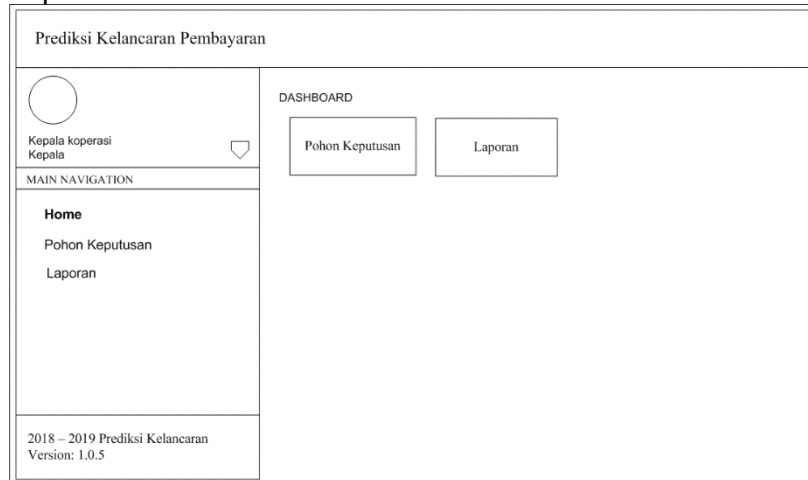 Prediksi Kelancaran Pembayaran
Kepala koperasi
Kepala
MAIN NAVIGATION
Home
Pohon Keputusan
Laporan
2018 – 2019 Prediksi Kelancaran
Version: 1.0.5
DASHBOARD
Pohon Keputusan
Laporan